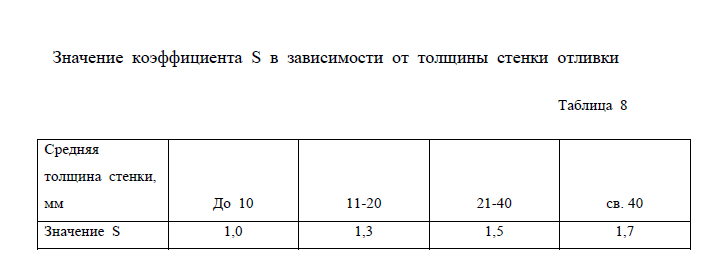 Значение коэффициента S в зависимости от толщины стенки отливки
Таблица 8
Средняя
толщина стенки,
мм До 10 11-20 21-40 св. 40
Значение S 1,0 1,3 1,5 1,7